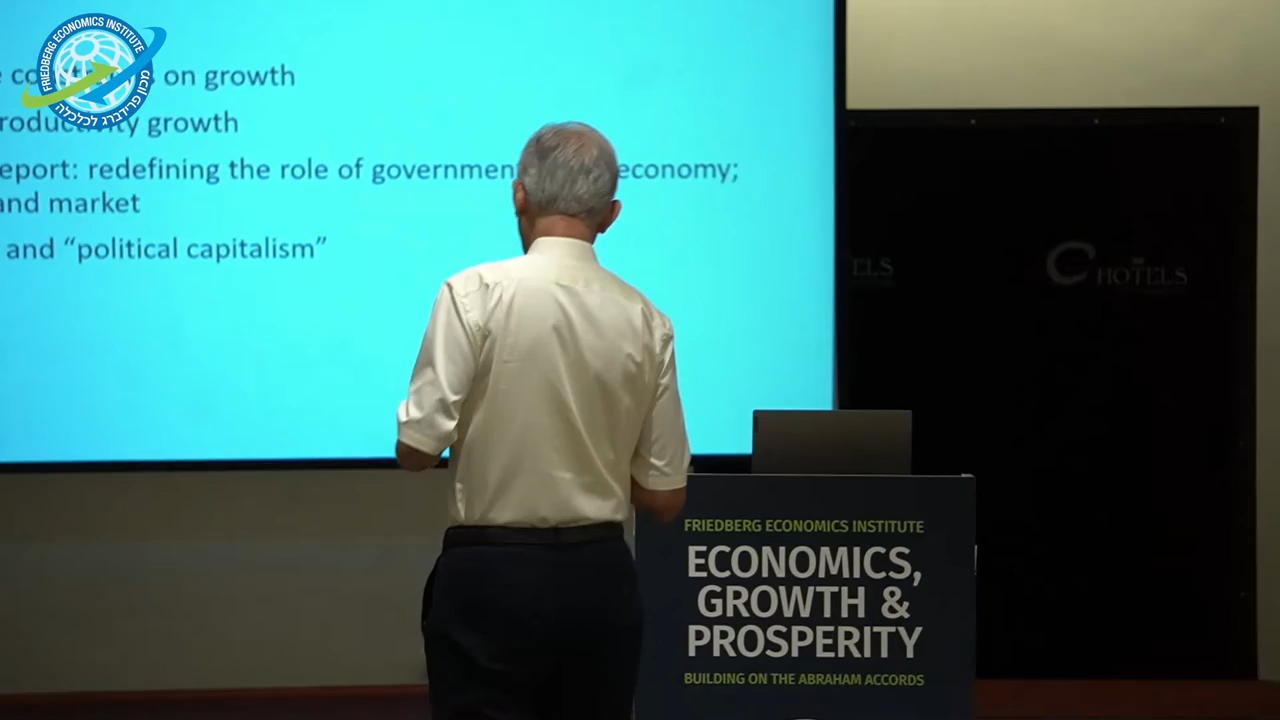 FRIEDBERG ECONOMICS INSTITUTE
מכון פרידברג לכלכלה
on growth
growth
eport: redefining the role of government economy;
and market
and “political capitalism”
ELS
C HOTELS
FRIEDBERG ECONOMICS INSTITUTE
ECONOMICS,
GROWTH &
PROSPERITY
BUILDING ON THE ABRAHAM ACCORDS